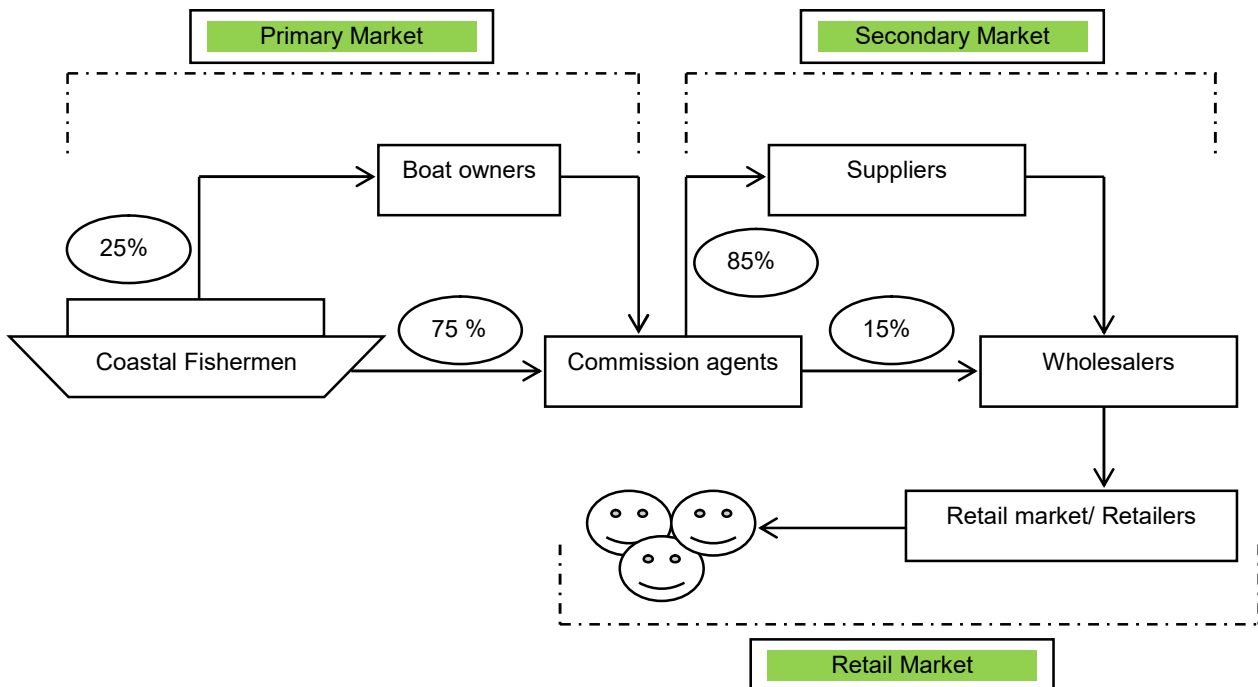 Primary Market
Secondary Market
Boat owners
Suppliers
25%
85%
75 %
15%
Coastal Fishermen
Commission agents
Wholesalers
Retail market/ Retailers
Retail Market